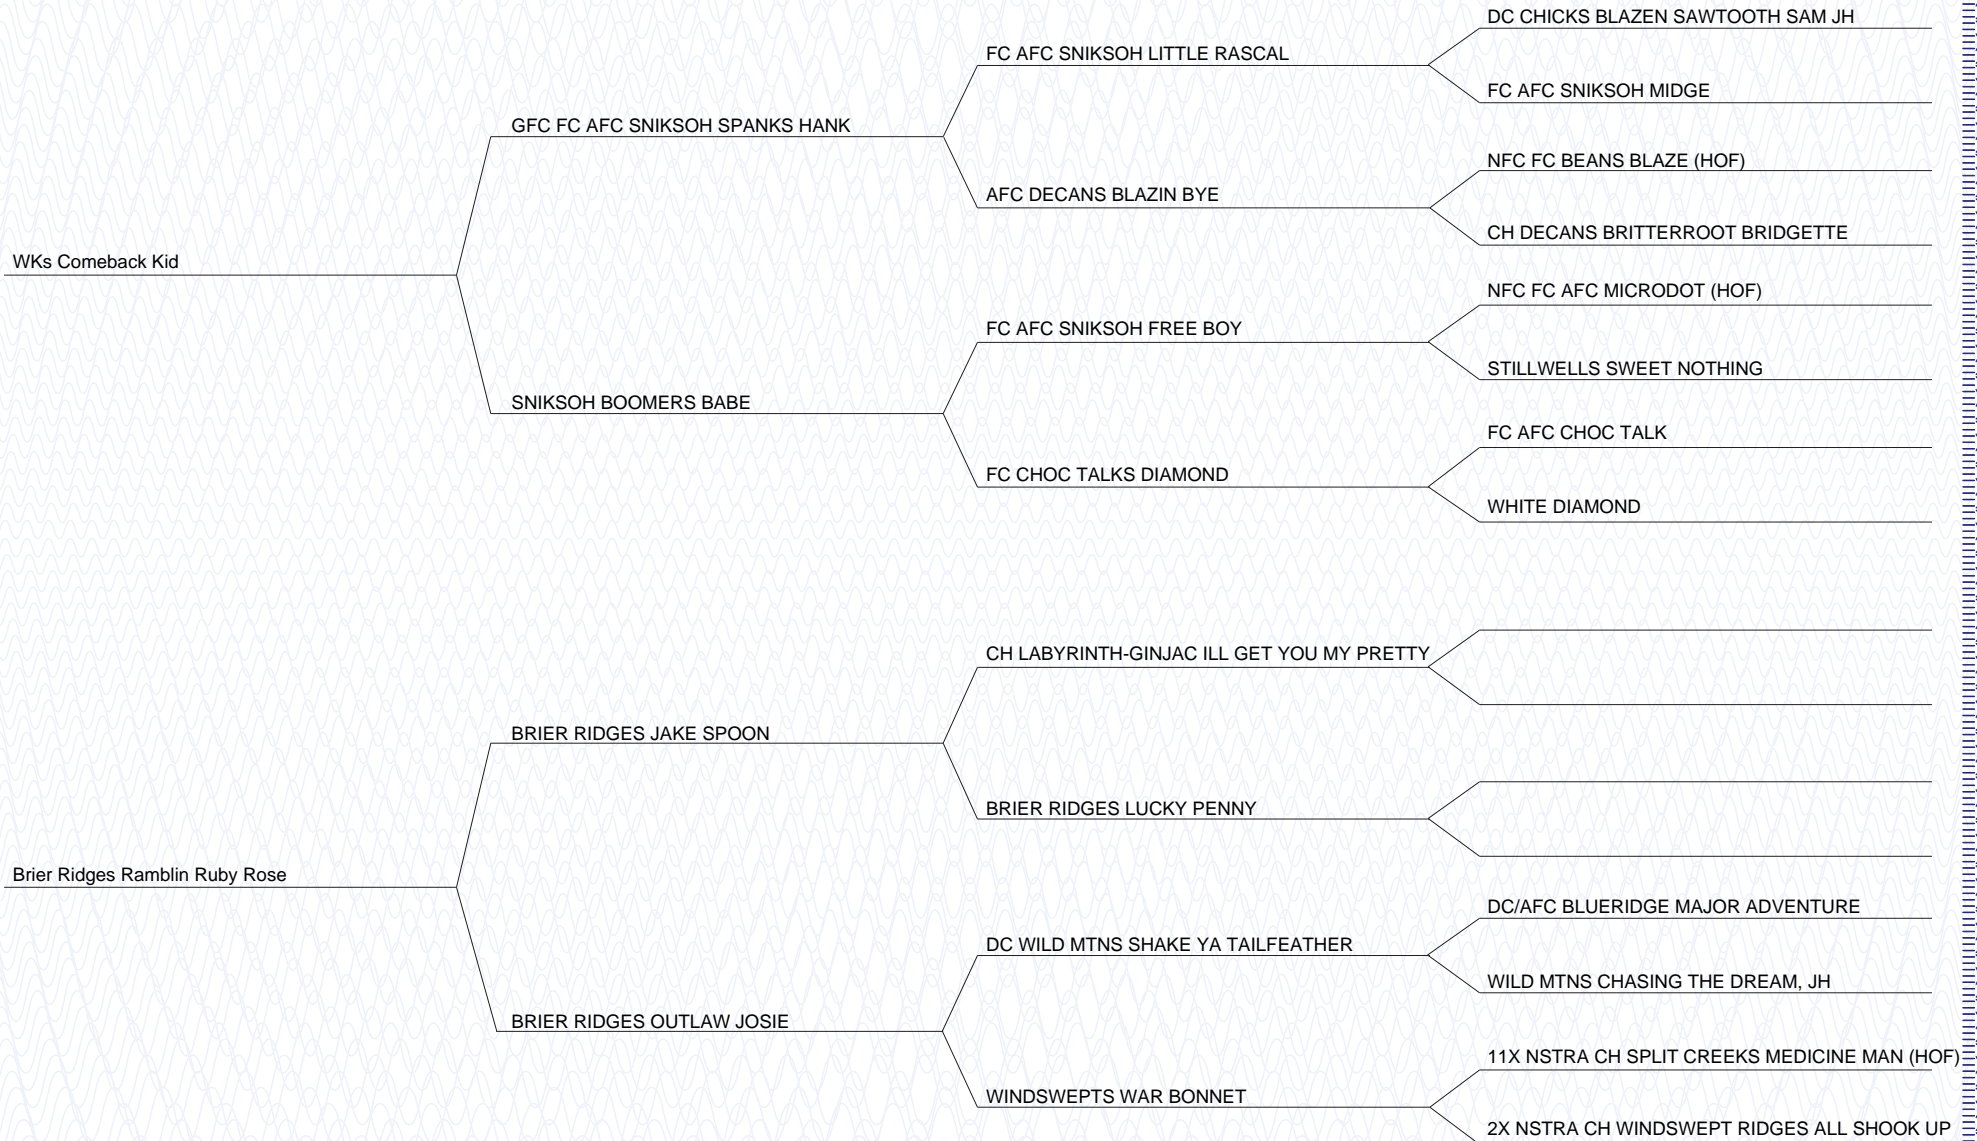 DC CHICKS BLAZEN SAWTOOTH SAM JH
FC AFC SNIKSOH LITTLE RASCAL
FC AFC SNIKSOH MIDGE
GFC FC AFC SNIKSOH SPANKS HANK
NFC FC BEANS BLAZE (HOF)
AFC DECANS BLAZIN BYE
CH DECANS BRITTERROOT BRIDGETTE
WKs Comeback Kid
NFC FC AFC MICRODOT (HOF)
FC AFC SNIKSOH FREE BOY
STILLWELLS SWEET NOTHING
SNIKSOH BOOMERS BABE
FC AFC CHOC TALK
FC CHOC TALKS DIAMOND
WHITE DIAMOND
CH LABYRINTH-GINJAC ILL GET YOU MY PRETTY
BRIER RIDGES JAKE SPOON
BRIER RIDGES LUCKY PENNY
Brier Ridges Ramblin Ruby Rose
DC/AFC BLUERIDGE MAJOR ADVENTURE
DC WILD MTNS SHAKE YA TAILFEATHER
WILD MTNS CHASING THE DREAM, JH
BRIER RIDGES OUTLAW JOSIE
11X NSTRA CH SPLIT CREEKS MEDICINE MAN (HOF)
WINDSWEPTS WAR BONNET
2X NSTRA CH WINDSWEPT RIDGES ALL SHOOK UP